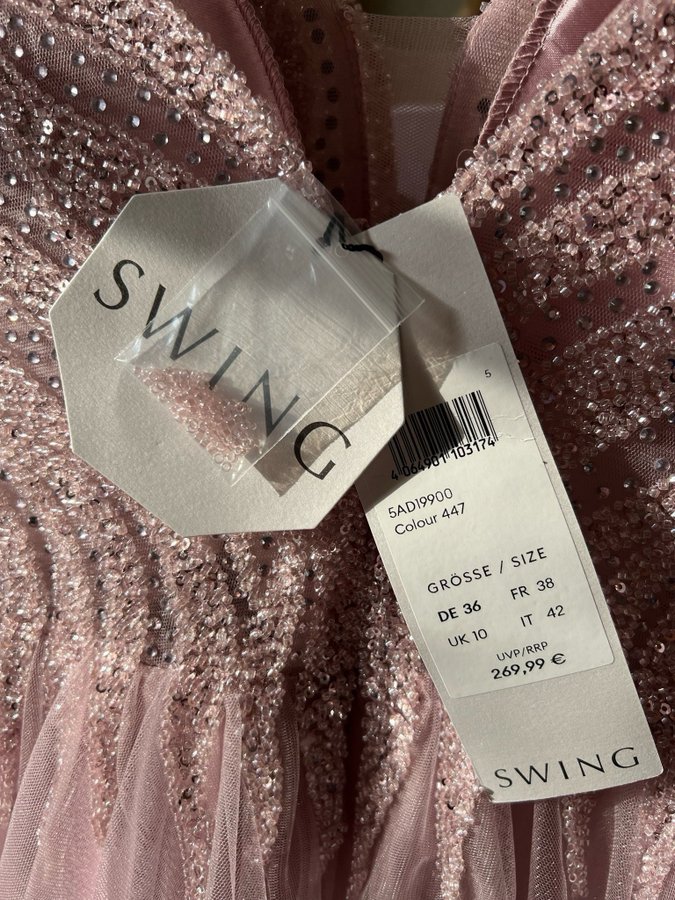 SWING
5
4 064901 103174
5AD19900
Colour 447
GRÖSSE / SIZE
DE 36 FR 38
UK 10 IT 42
UVP/RRP
269,99 €
SWING